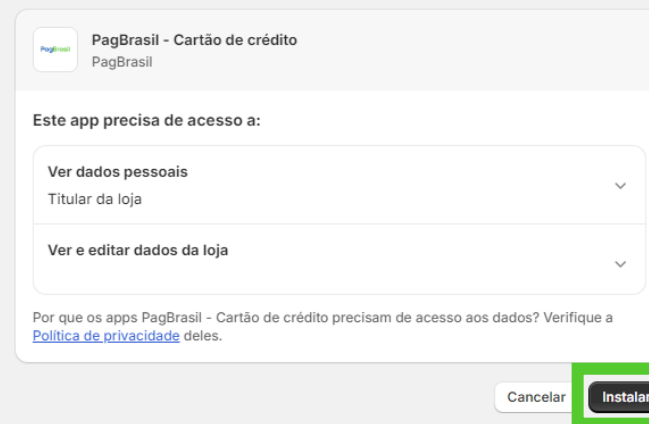 PagBrasil
PagBrasil - Cartão de crédito
PagBrasil
Este app precisa de acesso a:
Ver dados pessoais
Titular da loja
Ver e editar dados da loja
Por que os apps PagBrasil - Cartão de crédito precisam de acesso aos dados? Verifique a
Política de privacidade deles.
Cancelar
Instalar